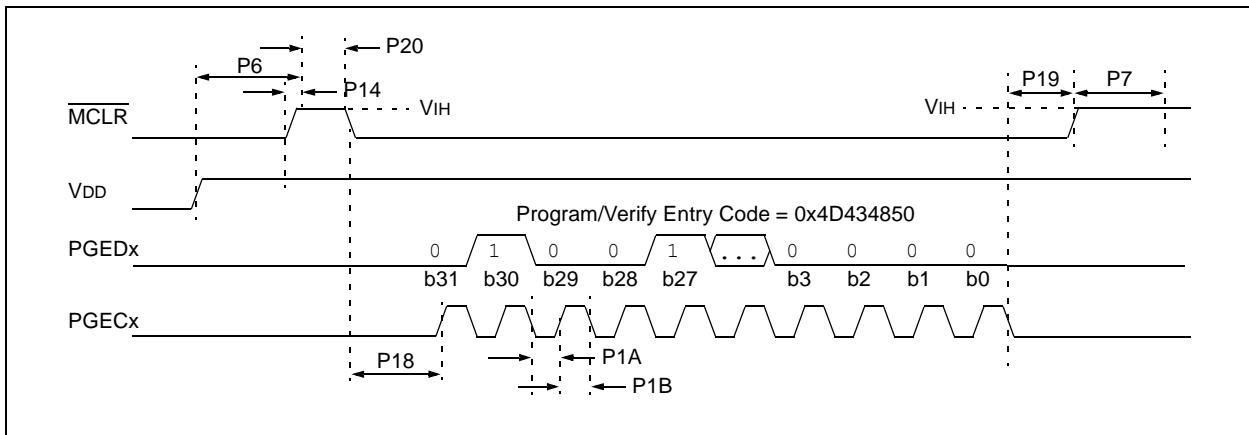 P20
P6
P19
P7
P14
MCLR
VIH
VIH
VDD
Program/Verify Entry Code = 0x4D434850
PGEDx
0 1 0 0 1 ... 0 0 0 0
b31 b30 b29 b28 b27 b3 b2 b1 b0
PGECx
P18
P1A
P1B